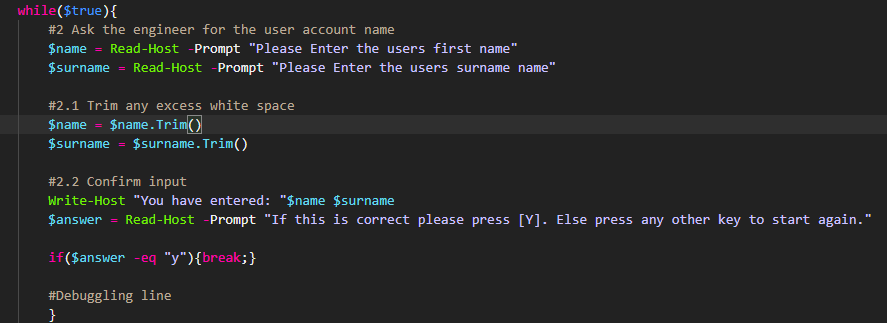 while($true){
#2 Ask the engineer for the user account name
$name = Read-Host -Prompt "Please Enter the users first name"
$surname = Read-Host -Prompt "Please Enter the users surname name"
#2.1 Trim any excess white space
$name = $name.Trim()
$surname = $surname.Trim()
#2.2 Confirm input
Write-Host "You have entered: "$name $surname
$answer = Read-Host -Prompt "If this is correct please press [Y]. Else press any other key to start again."
if($answer -eq "y"){break;}
#Debuggling line
}